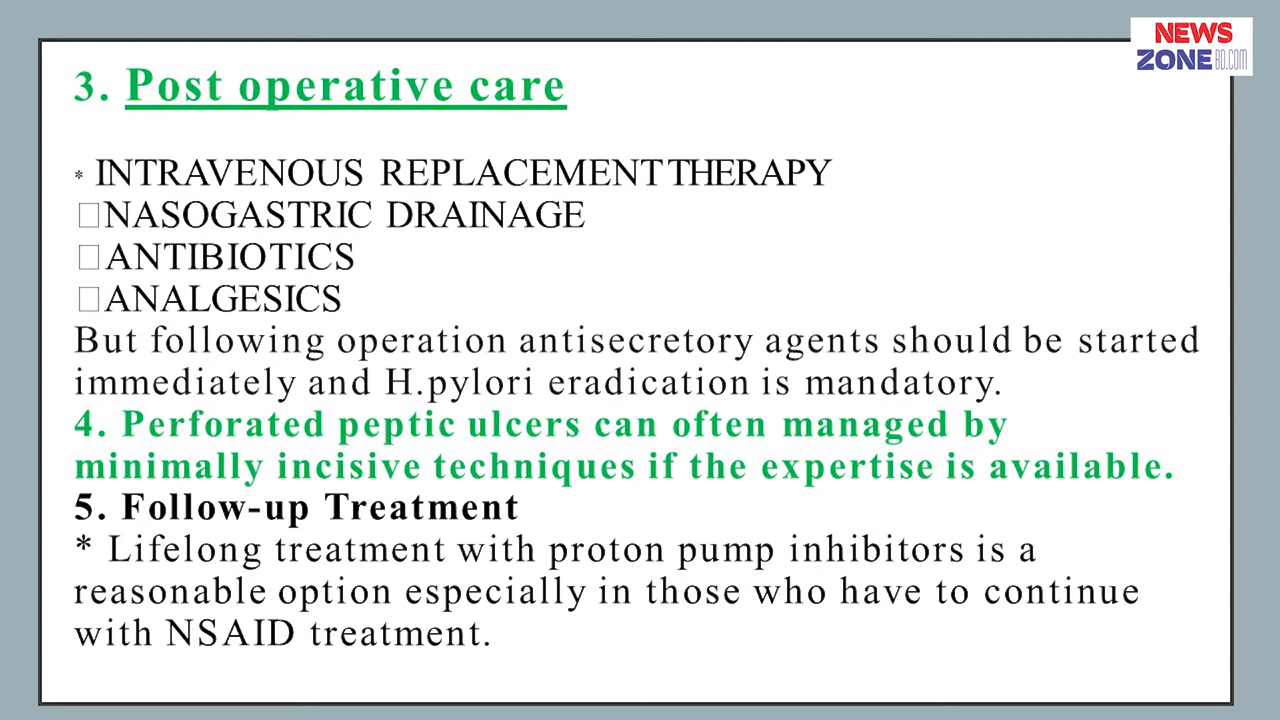 NEWS
ZONE BD.COM
3. Post operative care
* INTRAVENOUS REPLACEMENT THERAPY
□NASOGASTRIC DRAINAGE
□ANTIBIOTICS
□ANALGESICS
But following operation antisecretory agents should be started
immediately and H.pylori eradication is mandatory.
4. Perforated peptic ulcers can often managed by
minimally incisive techniques if the expertise is available.
5. Follow-up Treatment
* Lifelong treatment with proton pump inhibitors is a
reasonable option especially in those who have to continue
with NSAID treatment.